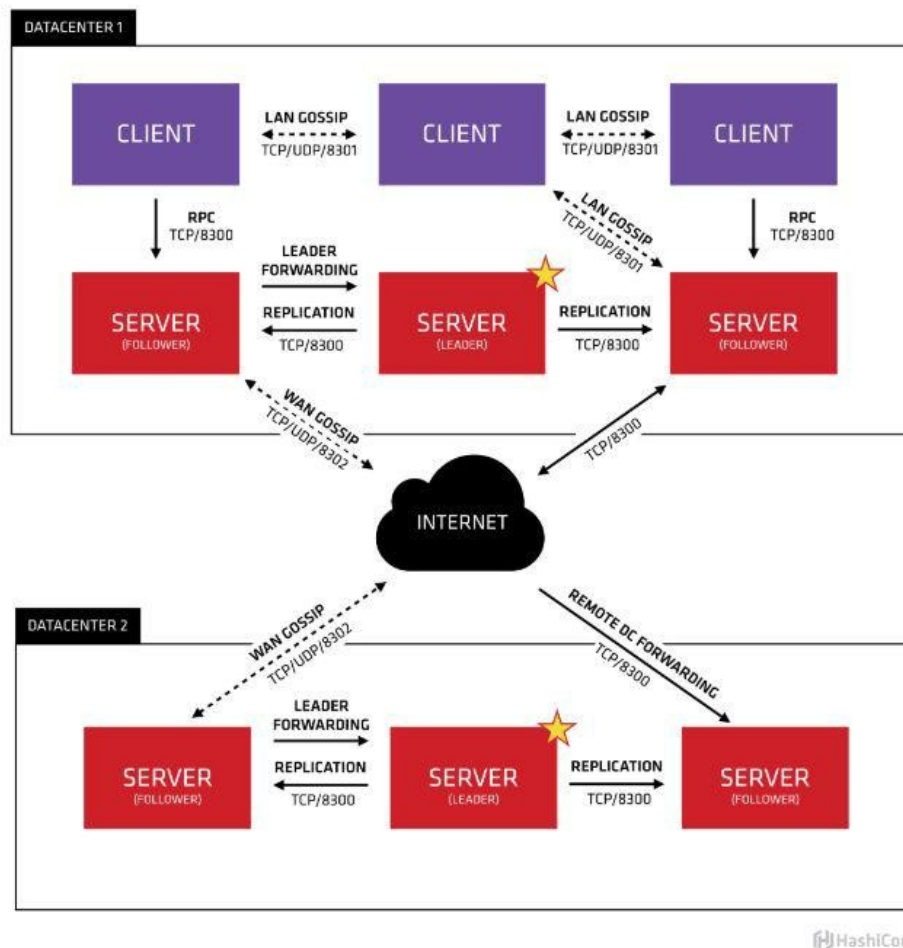 DATACENTER 1
CLIENT
LAN GOSSIP
TCP/UDP/8301
CLIENT
LAN GOSSIP
TCP/UDP/8301
CLIENT
RPC
TCP/8300
LAN GOSSIP
TCP/UDP/8301
RPC
TCP/8300
SERVER
(FOLLOWER)
LEADER
FORWARDING
REPLICATION
TCP/8300
SERVER
(LEADER)
REPLICATION
TCP/8300
SERVER
(FOLLOWER)
WAN GOSSIP
TCP/UDP/8302
TCP/8300
INTERNET
DATACENTER 2
WAN GOSSIP
TCP/UDP/8302
REMOTE DC FORWARDING
TCP/8300
SERVER
(FOLLOWER)
LEADER
FORWARDING
REPLICATION
TCP/8300
SERVER
(LEADER)
REPLICATION
TCP/8300
SERVER
(FOLLOWER)
HashiCor